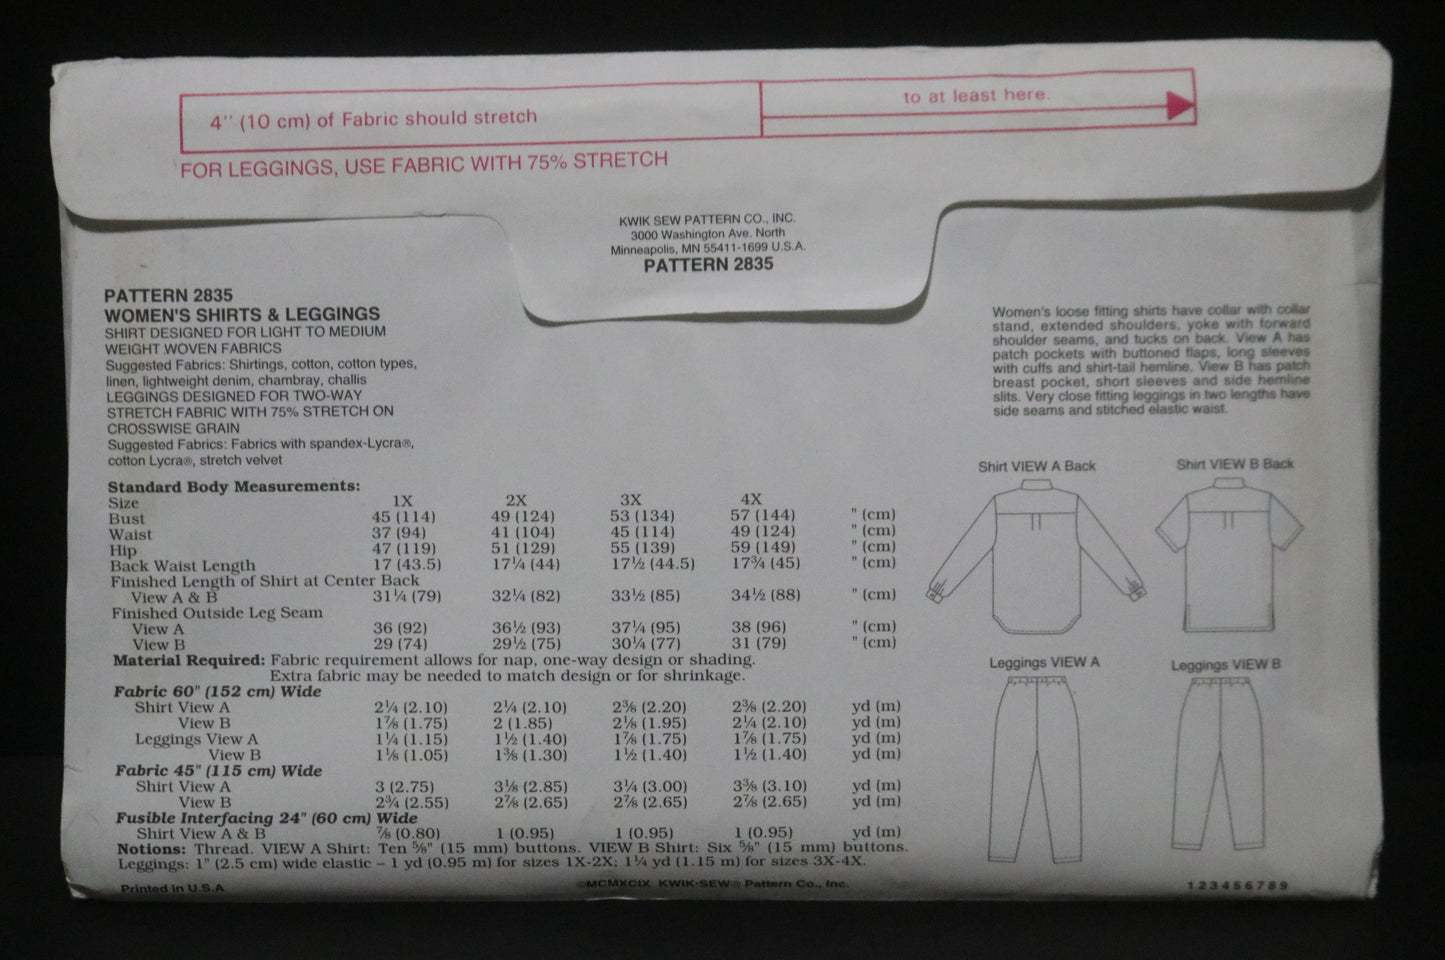 4'' (10 cm) of Fabric should stretch
to at least here.
FOR LEGGINGS, USE FABRIC WITH 75% STRETCH
KWIK SEW PATTERN CO., INC.
3000 Washington Ave. North
Minneapolis, MN 55411-1699 U.S.A.
PATTERN 2835
PATTERN 2835
WOMEN'S SHIRTS & LEGGINGS
SHIRT DESIGNED FOR LIGHT TO MEDIUM
WEIGHT WOVEN FABRICS
Suggested Fabrics: Shirtings, cotton, cotton types,
linen, lightweight denim, chambray, challis
LEGGINGS DESIGNED FOR TWO-WAY
STRETCH FABRIC WITH 75% STRETCH ON
CROSSWISE GRAIN
Suggested Fabrics: Fabrics with spandex-Lycra®,
cotton Lycra®, stretch velvet
Women's loose fitting shirts have collar with collar
stand, extended shoulders, yoke with forward
shoulder seams, and tucks on back. View A has
patch pockets with buttoned flaps, long sleeves
with cuffs and shirt-tail hemline. View B has patch
breast pocket, short sleeves and side hemline
slits. Very close fitting leggings in two lengths have
side seams and stitched elastic waist.
Standard Body Measurements:
Size 1X 2X 3X 4X
Bust 45 (114) 49 (124) 53 (134) 57 (144) " (cm)
Waist 37 (94) 41 (104) 45 (114) 49 (124) " (cm)
Hip 47 (119) 51 (129) 55 (139) 59 (149) " (cm)
Back Waist Length 17 (43.5) 17¼ (44) 17½ (44.5) 17¾ (45) " (cm)
Finished Length of Shirt at Center Back
View A & B 31¼ (79) 32¼ (82) 33½ (85) 34½ (88) " (cm)
Finished Outside Leg Seam
View A 36 (92) 36½ (93) 37¼ (95) 38 (96) " (cm)
View B 29 (74) 29½ (75) 30¼ (77) 31 (79) " (cm)
Material Required: Fabric requirement allows for nap, one-way design or shading.
Extra fabric may be needed to match design or for shrinkage.
Fabric 60" (152 cm) Wide
Shirt View A 2¼ (2.10) 2¼ (2.10) 2⅜ (2.20) 2⅜ (2.20) yd (m)
View B 1⅞ (1.75) 2 (1.85) 2⅛ (1.95) 2¼ (2.10) yd (m)
Leggings View A 1¼ (1.15) 1½ (1.40) 1⅞ (1.75) 1⅞ (1.75) yd (m)
View B 1⅛ (1.05) 1⅜ (1.30) 1½ (1.40) 1½ (1.40) yd (m)
Fabric 45" (115 cm) Wide
Shirt View A 3 (2.75) 3⅛ (2.85) 3¼ (3.00) 3⅜ (3.10) yd (m)
View B 2¾ (2.55) 2⅞ (2.65) 2⅞ (2.65) 2⅞ (2.65) yd (m)
Fusible Interfacing 24" (60 cm) Wide
Shirt View A & B ⅞ (0.80) 1 (0.95) 1 (0.95) 1 (0.95) yd (m)
Notions: Thread. VIEW A Shirt: Ten ⅝" (15 mm) buttons. VIEW B Shirt: Six ⅝" (15 mm) buttons.
Leggings: 1" (2.5 cm) wide elastic – 1 yd (0.95 m) for sizes 1X-2X; 1¼ yd (1.15 m) for sizes 3X-4X.
Shirt VIEW A Back
Shirt VIEW B Back
Leggings VIEW A
Leggings VIEW B
Printed in U.S.A
©MCMXCIX KWIK·SEW® Pattern Co., Inc.
1 2 3 4 5 6 7 8 9